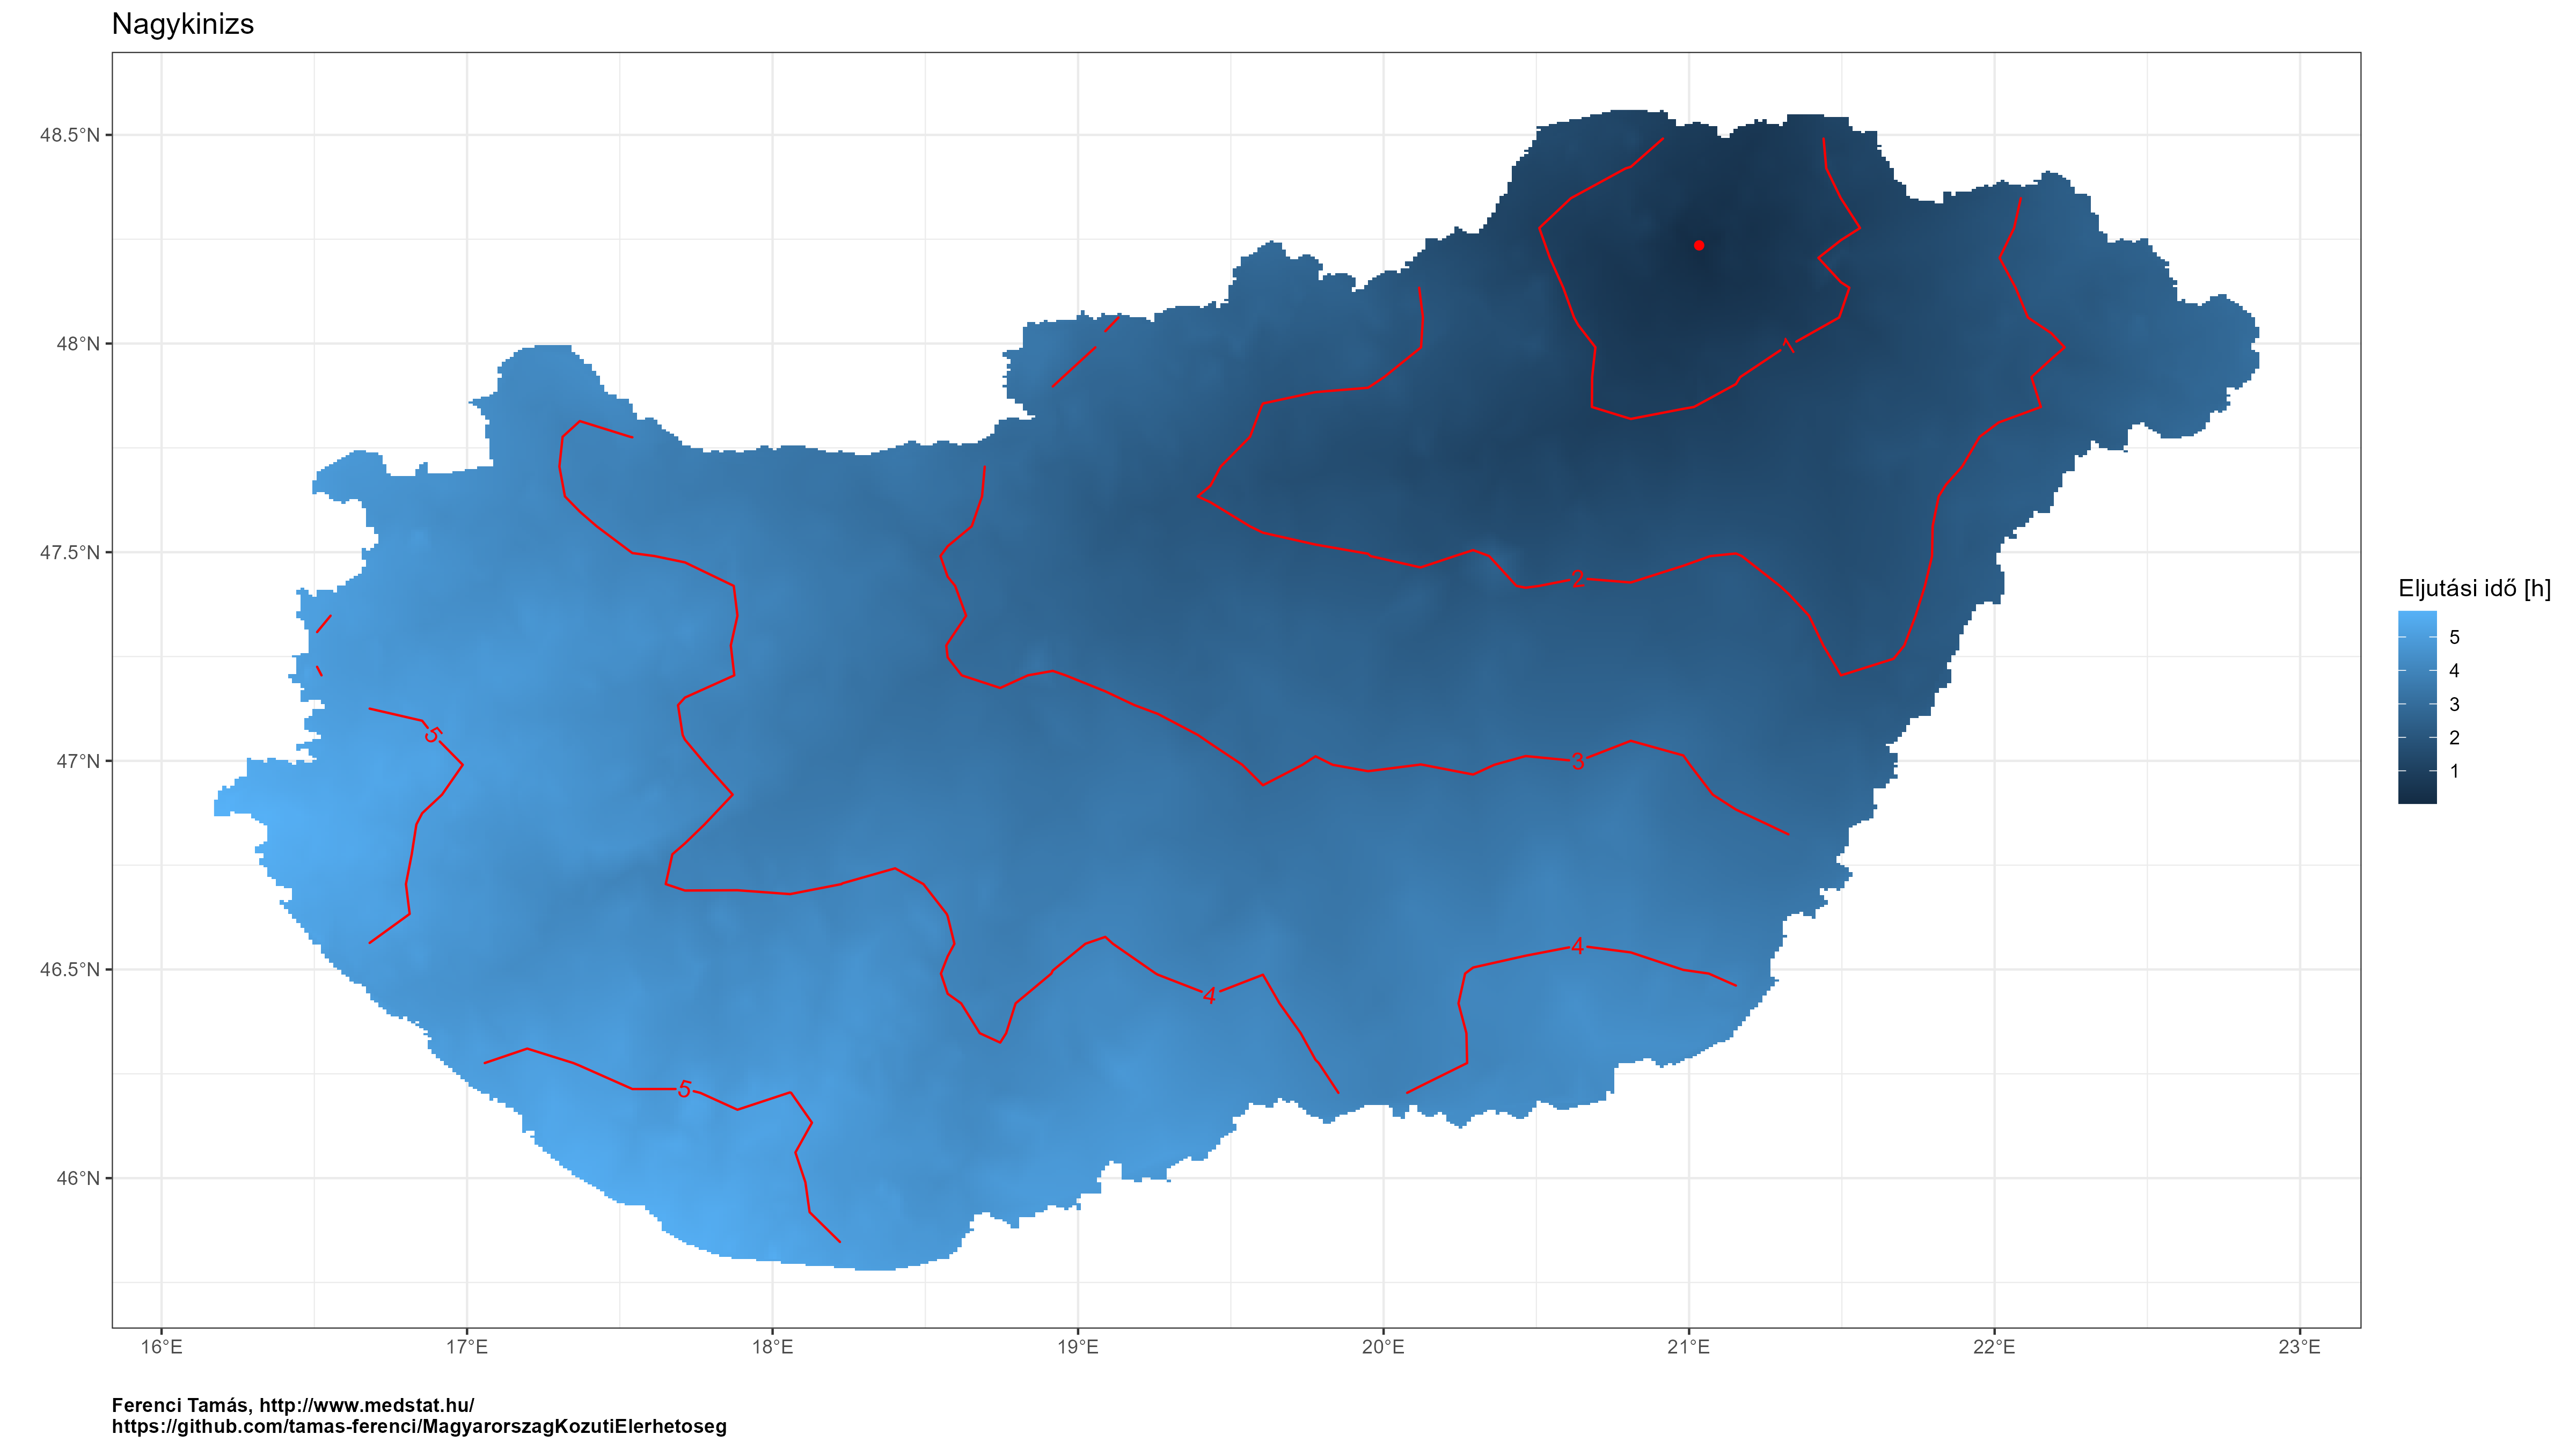 Nagykinizs
48.5°N
48°N
47.5°N
47°N
46.5°N
46°N
16°E 17°E 18°E 19°E 20°E 21°E 22°E 23°E
1
2
5
3
4
4
5
Eljutási idő [h]
5
4
3
2
1
Ferenci Tamás, http://www.medstat.hu/
https://github.com/tamas-ferenci/MagyarorszagKozutiElerhetoseg